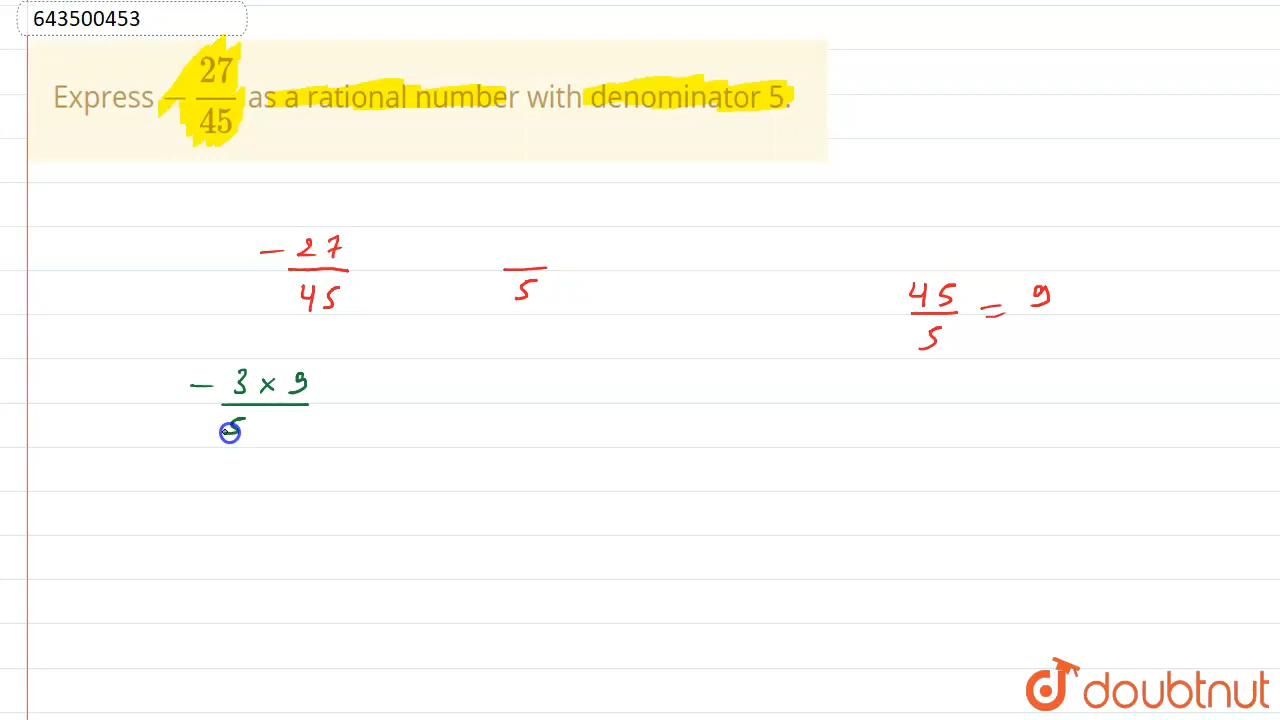 643500453
Express − 27/45 as a rational number with denominator 5.
− 27/45   —/5
45/5 = 9
− 3 × 9
5
doubtnut